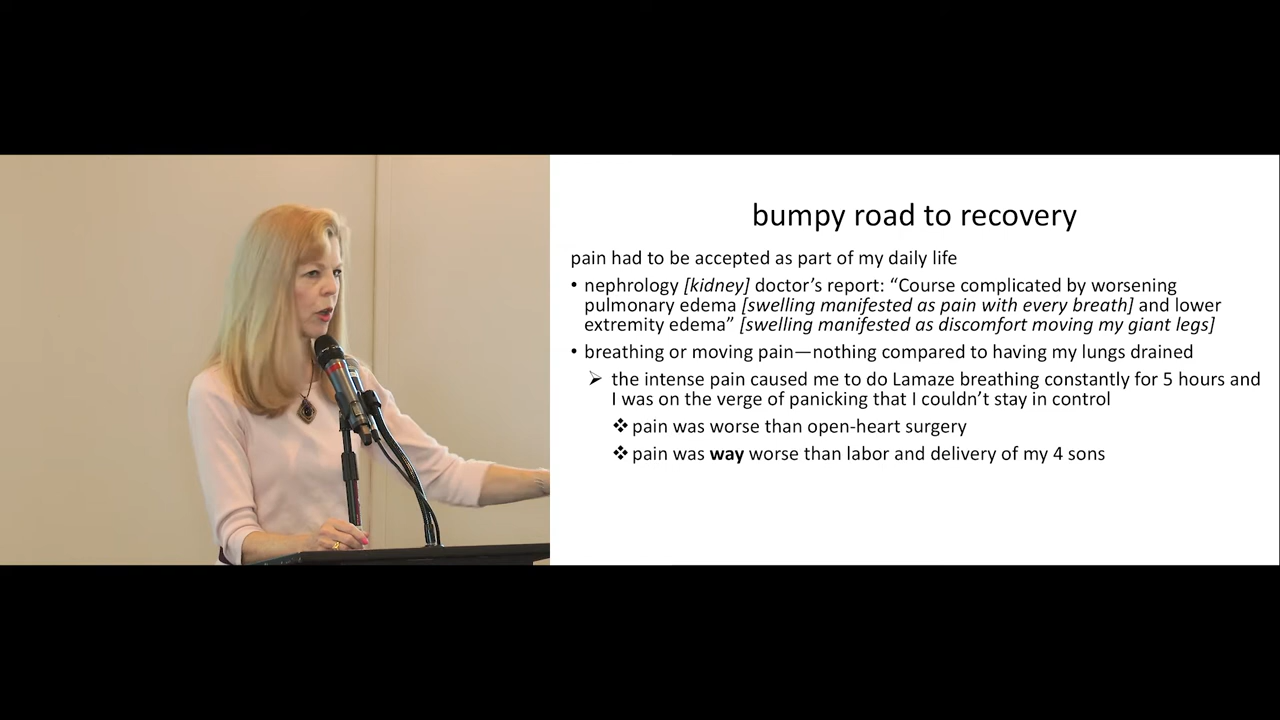 bumpy road to recovery
pain had to be accepted as part of my daily life
• nephrology [kidney] doctor’s report: “Course complicated by worsening
pulmonary edema [swelling manifested as pain with every breath] and lower
extremity edema” [swelling manifested as discomfort moving my giant legs]
• breathing or moving pain—nothing compared to having my lungs drained
➢ the intense pain caused me to do Lamaze breathing constantly for 5 hours and
I was on the verge of panicking that I couldn’t stay in control
❖ pain was worse than open-heart surgery
❖ pain was way worse than labor and delivery of my 4 sons